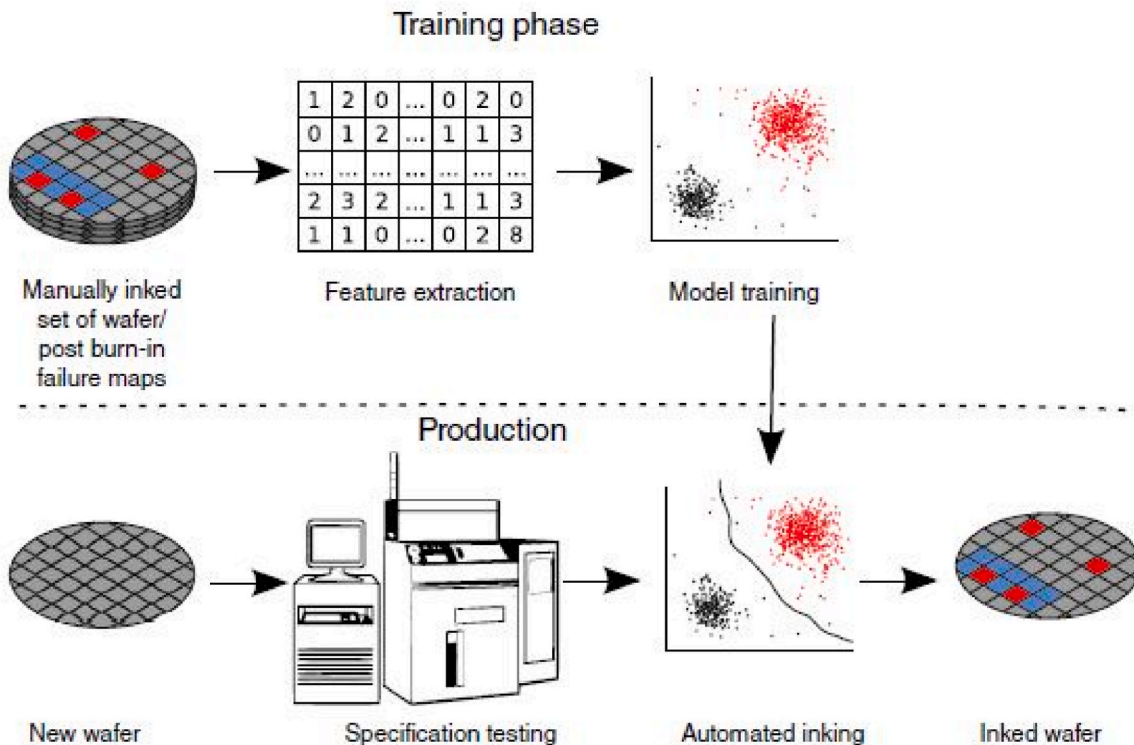 Training phase
1 2 0 ... 0 2 0
0 1 2 ... 1 1 3
... ... ... ... ... ... ...
2 3 2 ... 1 1 3
1 1 0 ... 0 2 8
Manually inked
set of wafer/
post burn-in
failure maps
Feature extraction
Model training
Production
New wafer
Specification testing
Automated inking
Inked wafer